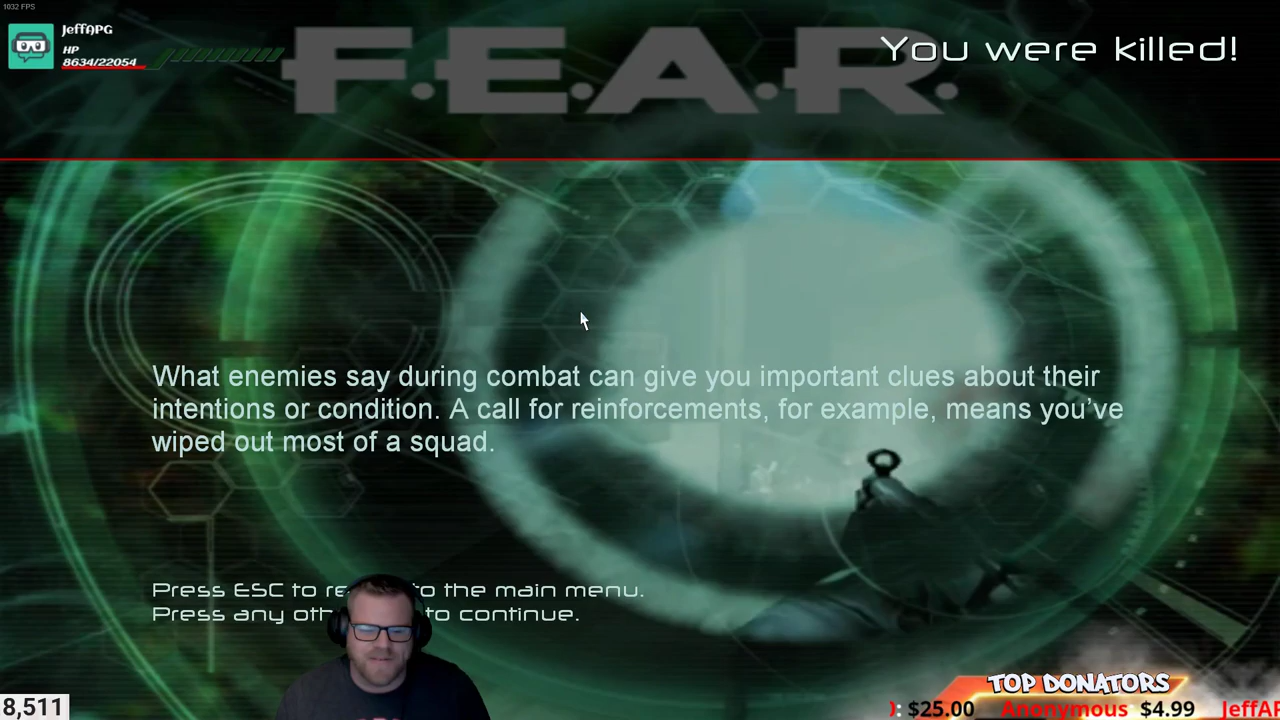 1032 FPS
JeffAPG
HP
8634/22054
F.E.A.R.
You were killed!
What enemies say during combat can give you important clues about their
intentions or condition. A call for reinforcements, for example, means you've
wiped out most of a squad.
Press ESC to re to the main menu.
Press any oth to continue.
8,511
TOP DONATORS
): $25.00 Anonymous $4.99 JeffAP